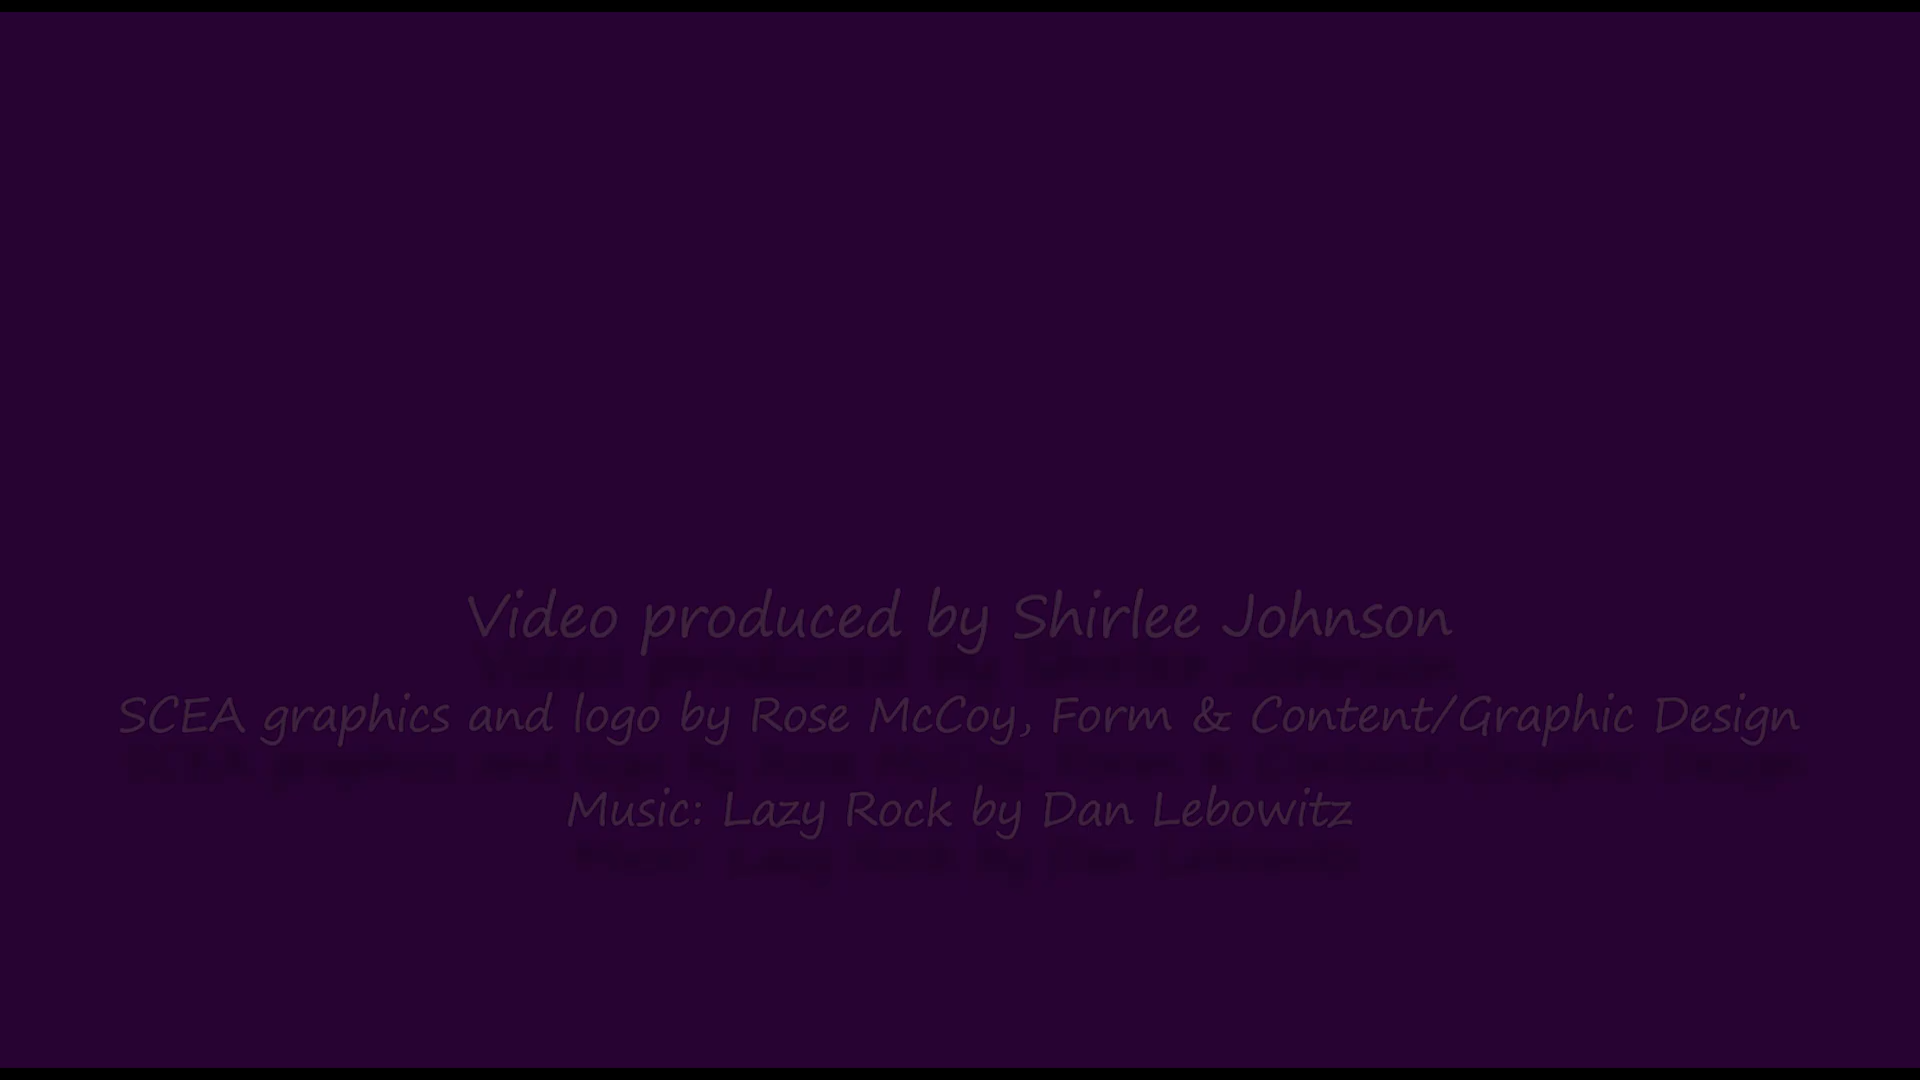 Video produced by Shirlee Johnson
SCEA graphics and logo by Rose McCoy, Form & Content/Graphic Design
Music: Lazy Rock by Dan Lebowitz